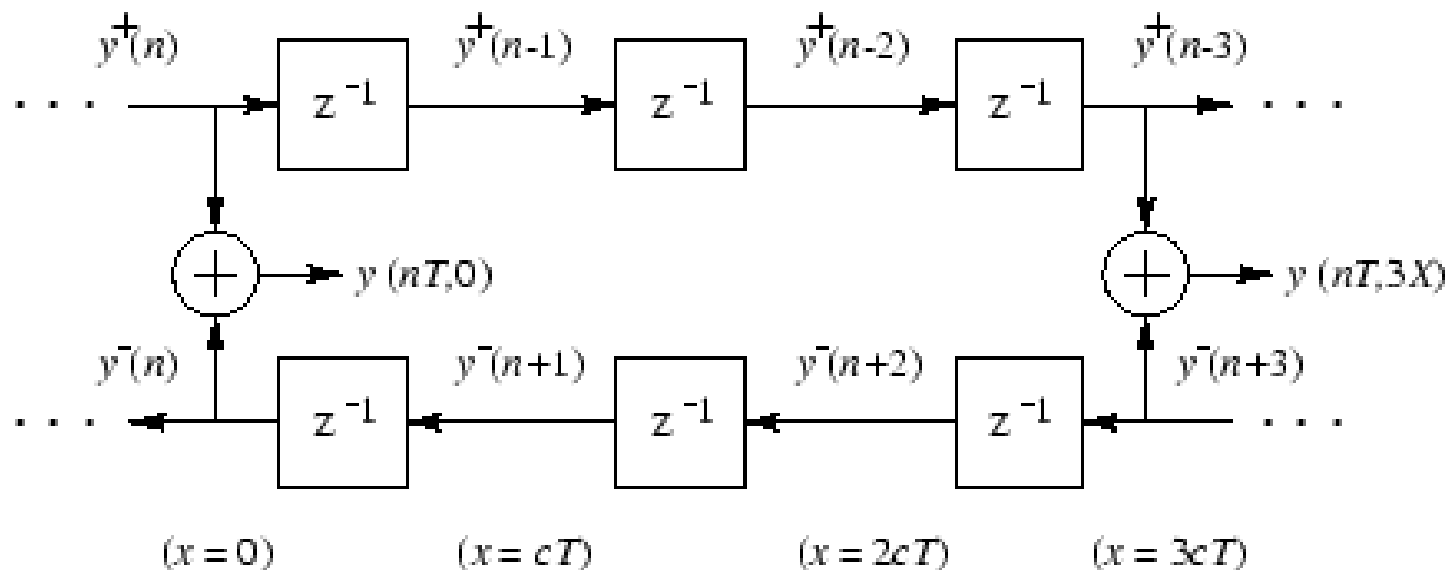 y⁺(n) y⁺(n-1) y⁺(n-2) y⁺(n-3)
· · · z⁻¹ z⁻¹ z⁻¹ · · ·
+ y (nT,0) + y (nT,3X)
y⁻(n) y⁻(n+1) y⁻(n+2) y⁻(n+3)
· · · z⁻¹ z⁻¹ z⁻¹ · · ·
(x = 0) (x = cT) (x = 2cT) (x = 3cT)